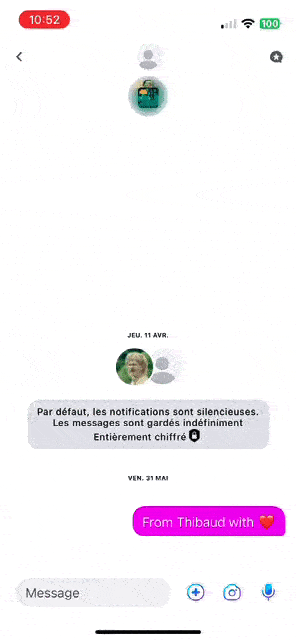 10:52
100
JEU. 11 AVR.
Par défaut, les notifications sont silencieuses.
Les messages sont gardés indéfiniment
Entièrement chiffré
VEN. 31 MAI
From Thibaud with ❤️
Message